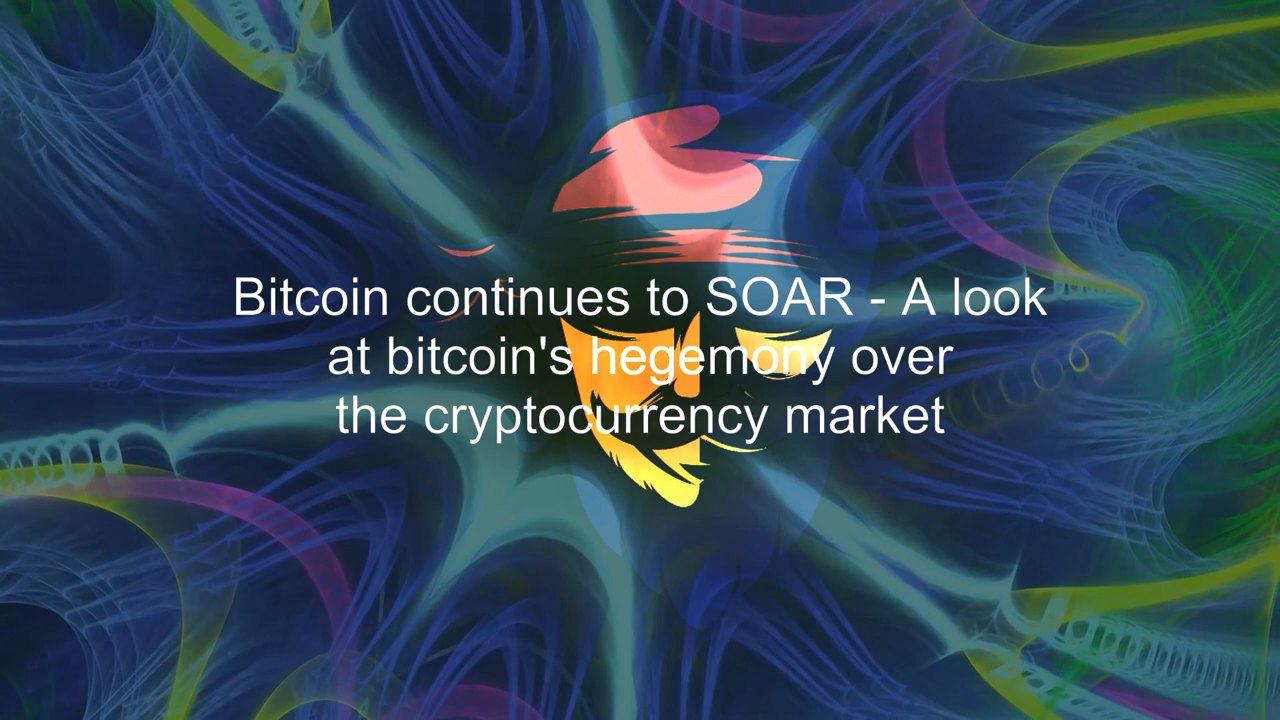 Bitcoin continues to SOAR - A look
at bitcoin's hegemony over
the cryptocurrency market